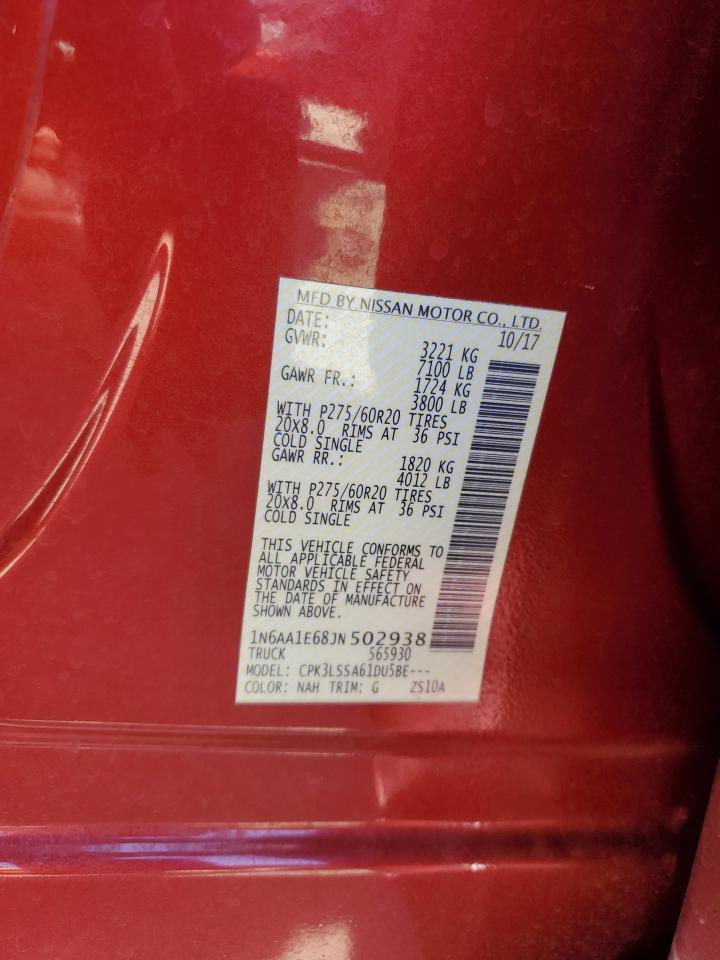 MFD BY NISSAN MOTOR CO., LTD.
DATE: 10/17
GVWR: 3221 KG
7100 LB
GAWR FR.: 1724 KG
3800 LB
WITH P275/60R20 TIRES
20X8.0 RIMS AT 36 PSI
COLD SINGLE
GAWR RR.: 1820 KG
4012 LB
WITH P275/60R20 TIRES
20X8.0 RIMS AT 36 PSI
COLD SINGLE
THIS VEHICLE CONFORMS TO
ALL APPLICABLE FEDERAL
MOTOR VEHICLE SAFETY
STANDARDS IN EFFECT ON
THE DATE OF MANUFACTURE
SHOWN ABOVE.
1N6AA1E68JN502938
TRUCK 565930
MODEL: CPK3LSSA61DU5BE---
COLOR: NAH TRIM: G ZS10A